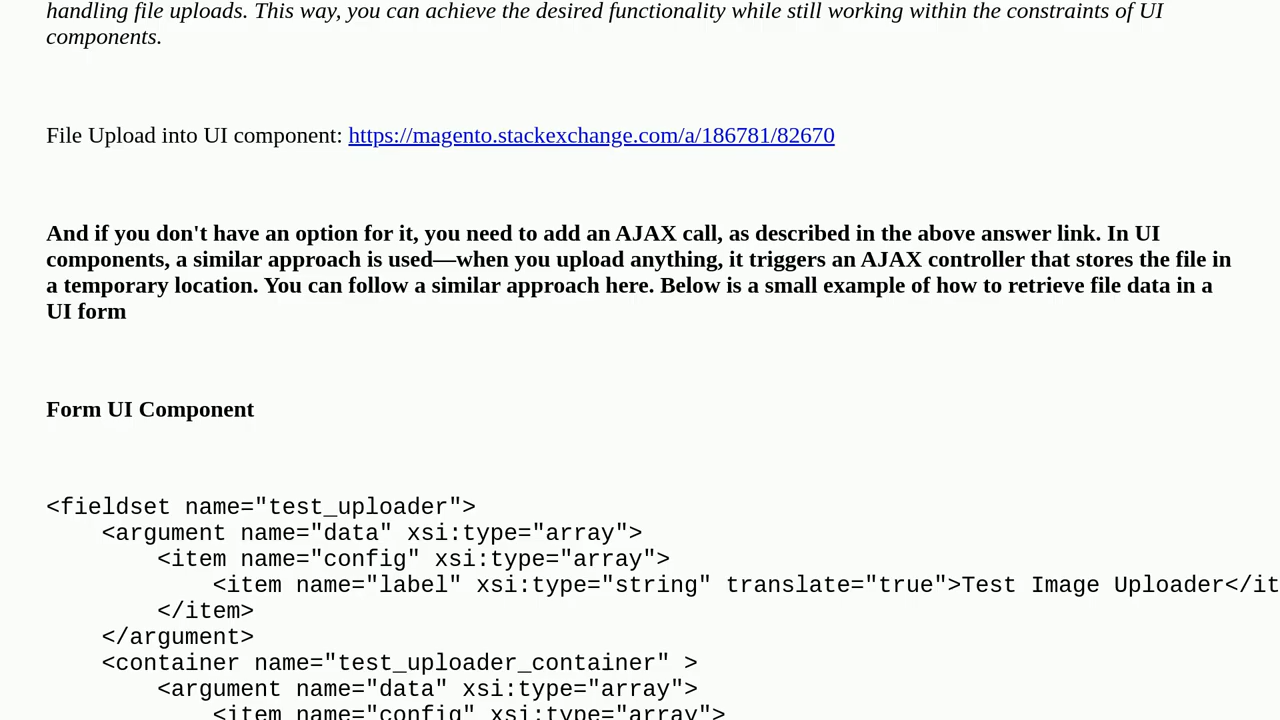 handling file uploads. This way, you can achieve the desired functionality while still working within the constraints of UI
components.
File Upload into UI component: https://magento.stackexchange.com/a/186781/82670
And if you don't have an option for it, you need to add an AJAX call, as described in the above answer link. In UI
components, a similar approach is used—when you upload anything, it triggers an AJAX controller that stores the file in
a temporary location. You can follow a similar approach here. Below is a small example of how to retrieve file data in a
UI form
Form UI Component
<fieldset name="test_uploader">
    <argument name="data" xsi:type="array">
        <item name="config" xsi:type="array">
            <item name="label" xsi:type="string" translate="true">Test Image Uploader</it
        </item>
    </argument>
    <container name="test_uploader_container" >
        <argument name="data" xsi:type="array">
            <item name="config" xsi:type="array">